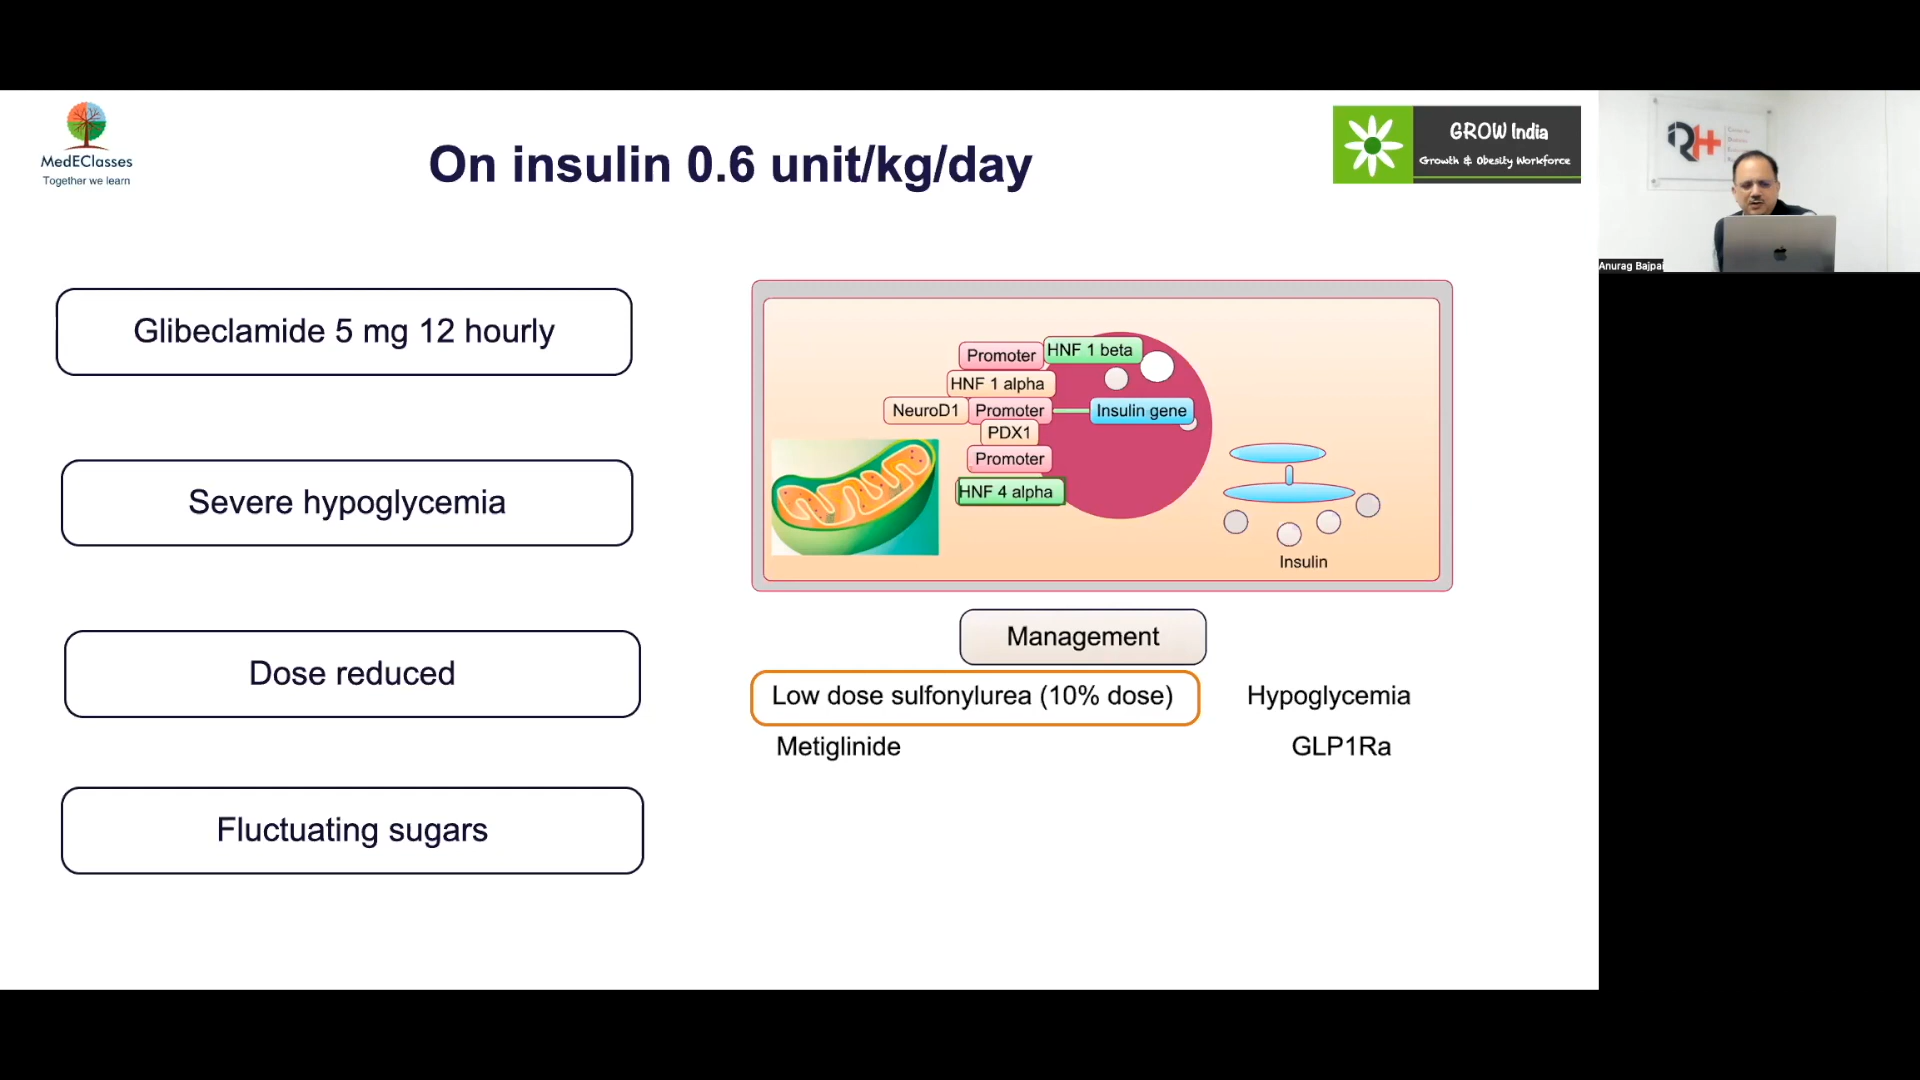 MedEClasses
Together we learn
On insulin 0.6 unit/kg/day
GROW India
Growth & Obesity Workforce
Anurag Bajpai
Glibeclamide 5 mg 12 hourly
Severe hypoglycemia
Dose reduced
Fluctuating sugars
Promoter
HNF 1 beta
HNF 1 alpha
NeuroD1
Promoter
Insulin gene
PDX1
Promoter
HNF 4 alpha
Insulin
Management
Low dose sulfonylurea (10% dose)
Hypoglycemia
Metiglinide
GLP1Ra